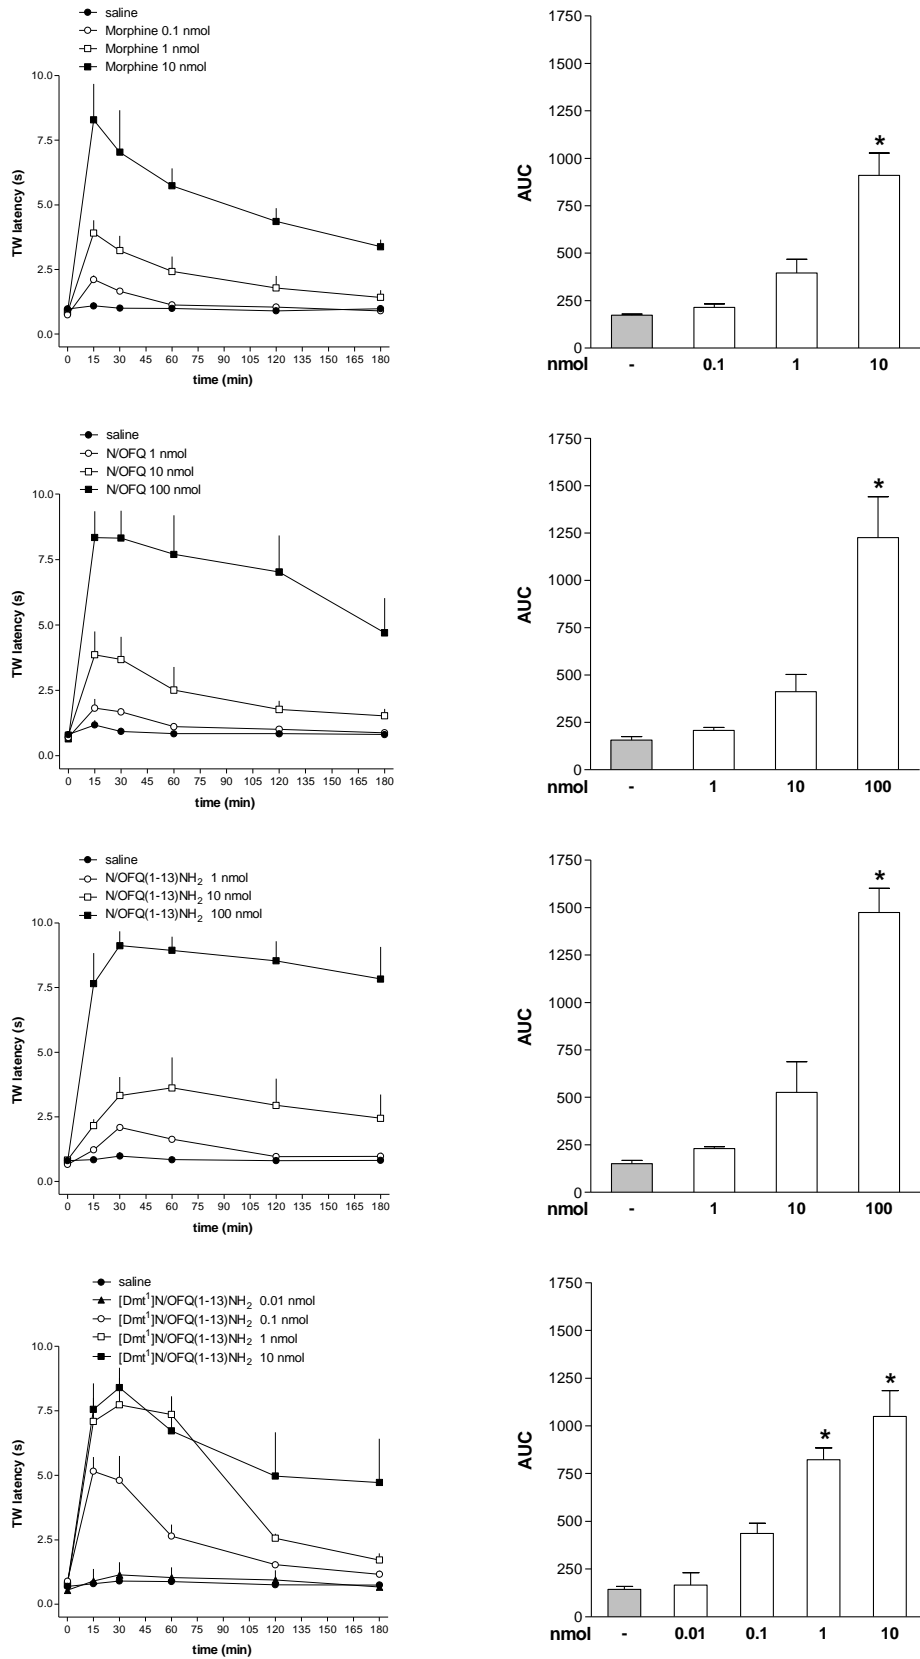 saline
Morphine 0.1 nmol
Morphine 1 nmol
Morphine 10 nmol
10.0
7.5
5.0
2.5
0.0
TW latency (s)
0 15 30 45 60 75 90 105 120 135 150 165 180
time (min)
1750
1500
1250
1000
750
500
250
0
AUC
*
nmol - 0.1 1 10
saline
N/OFQ 1 nmol
N/OFQ 10 nmol
N/OFQ 100 nmol
10.0
7.5
5.0
2.5
0.0
TW latency (s)
0 15 30 45 60 75 90 105 120 135 150 165 180
time (min)
1750
1500
1250
1000
750
500
250
0
AUC
*
nmol - 1 10 100
saline
N/OFQ(1-13)NH2 1 nmol
N/OFQ(1-13)NH2 10 nmol
N/OFQ(1-13)NH2 100 nmol
10.0
7.5
5.0
2.5
0.0
TW latency (s)
0 15 30 45 60 75 90 105 120 135 150 165 180
time (min)
1750
1500
1250
1000
750
500
250
0
AUC
*
nmol - 1 10 100
saline
[Dmt1]N/OFQ(1-13)NH2 0.01 nmol
[Dmt1]N/OFQ(1-13)NH2 0.1 nmol
[Dmt1]N/OFQ(1-13)NH2 1 nmol
[Dmt1]N/OFQ(1-13)NH2 10 nmol
10.0
7.5
5.0
2.5
0.0
TW latency (s)
0 15 30 45 60 75 90 105 120 135 150 165 180
time (min)
1750
1500
1250
1000
750
500
250
0
AUC
* *
nmol - 0.01 0.1 1 10